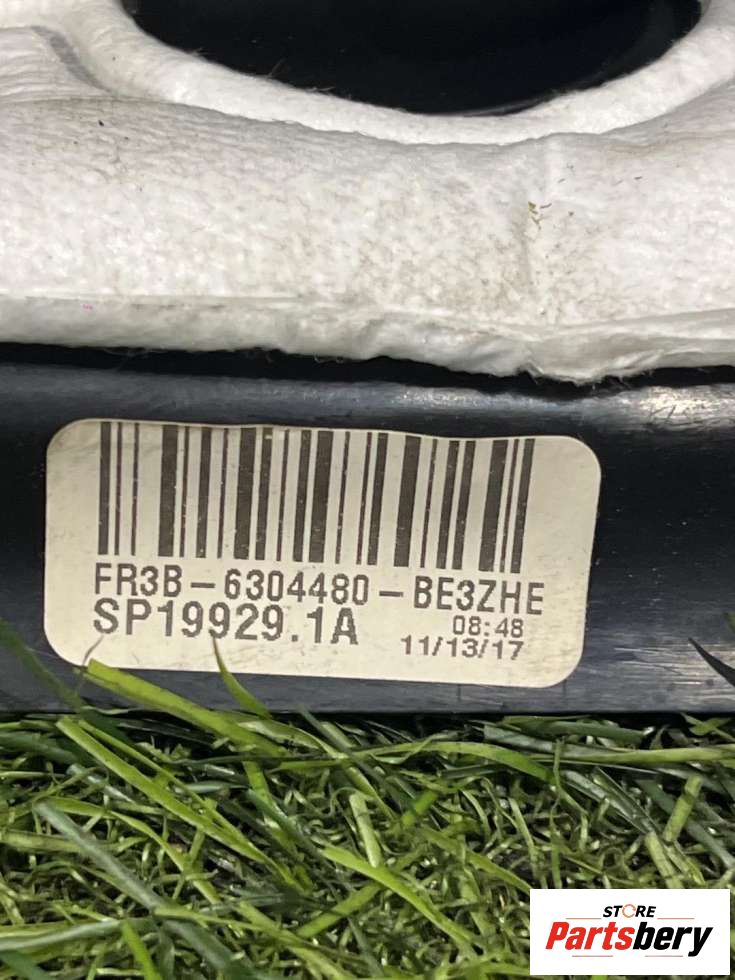 FR3B-6304480-BE3ZHE
SP19929.1A
08:48
11/13/17
STORE
Partsbery